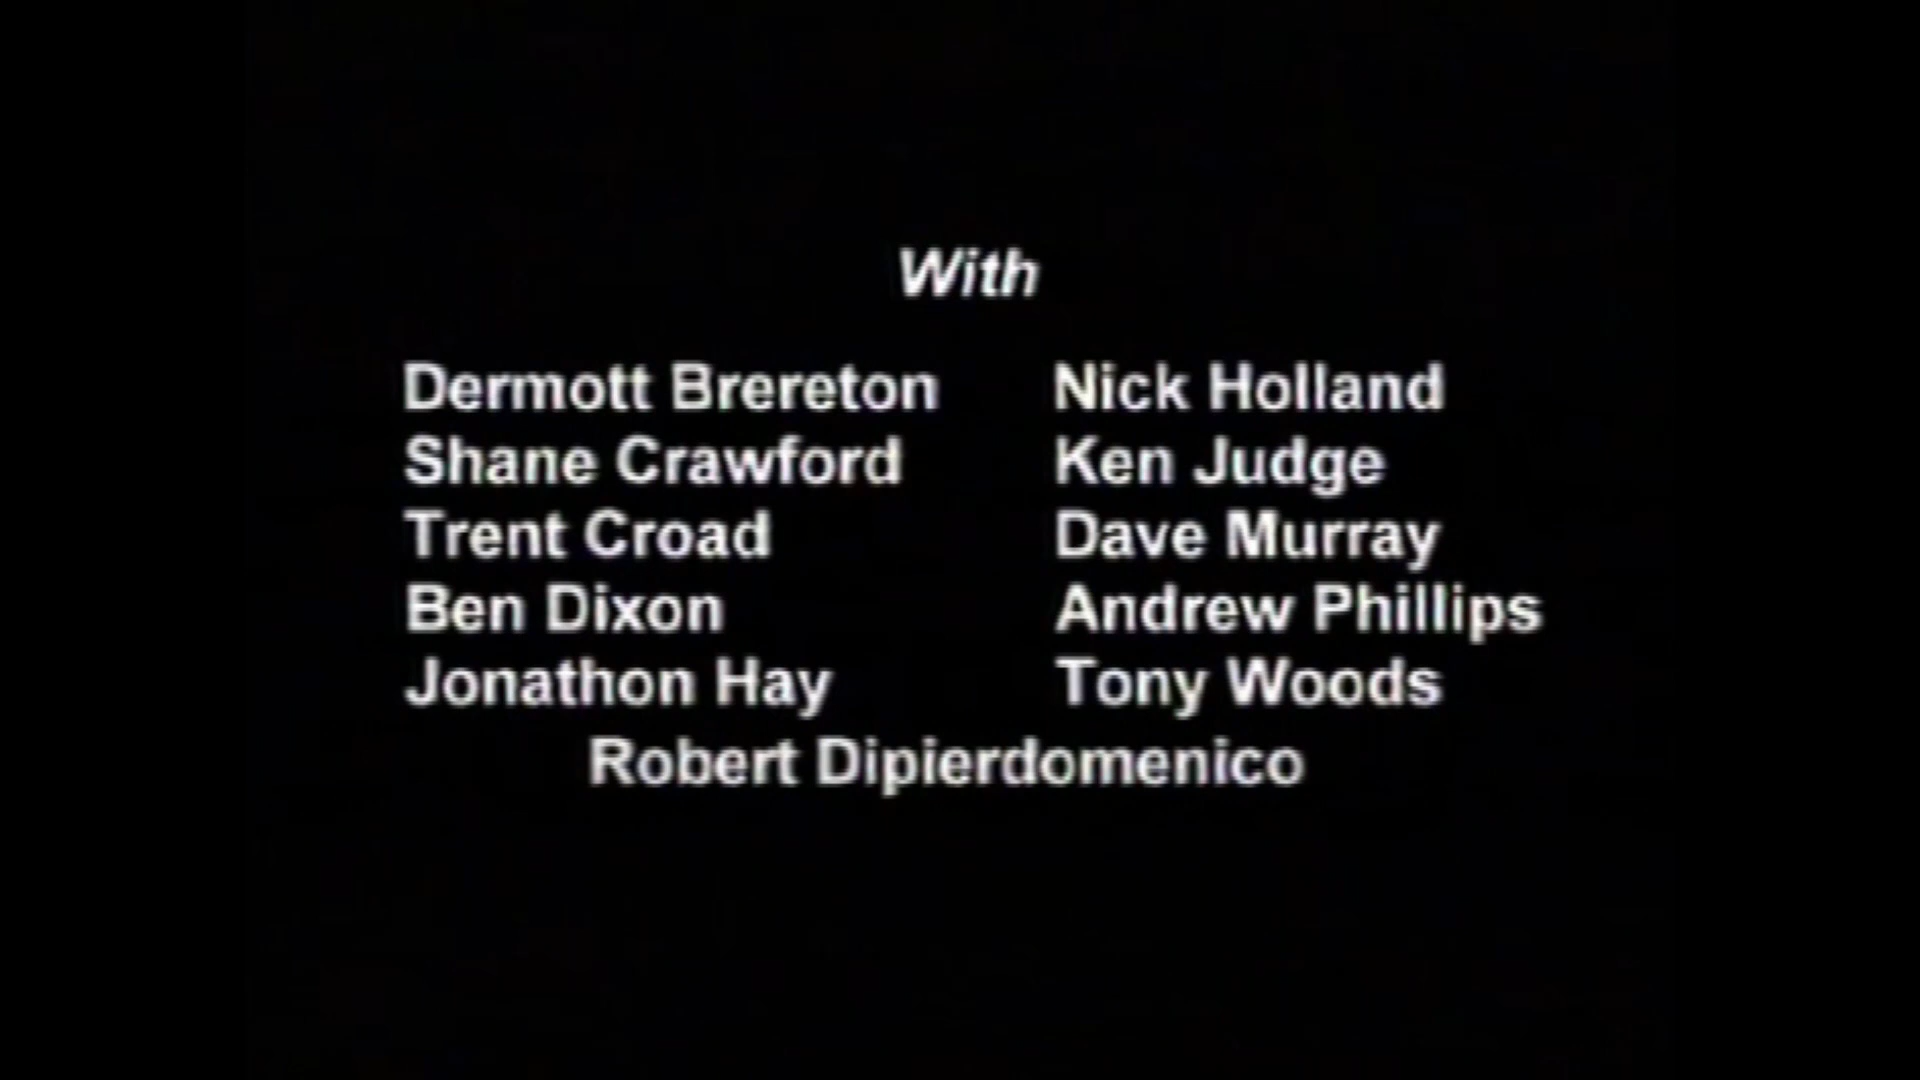 With
Dermott Brereton
Shane Crawford
Trent Croad
Ben Dixon
Jonathon Hay
Nick Holland
Ken Judge
Dave Murray
Andrew Phillips
Tony Woods
Robert Dipierdomenico